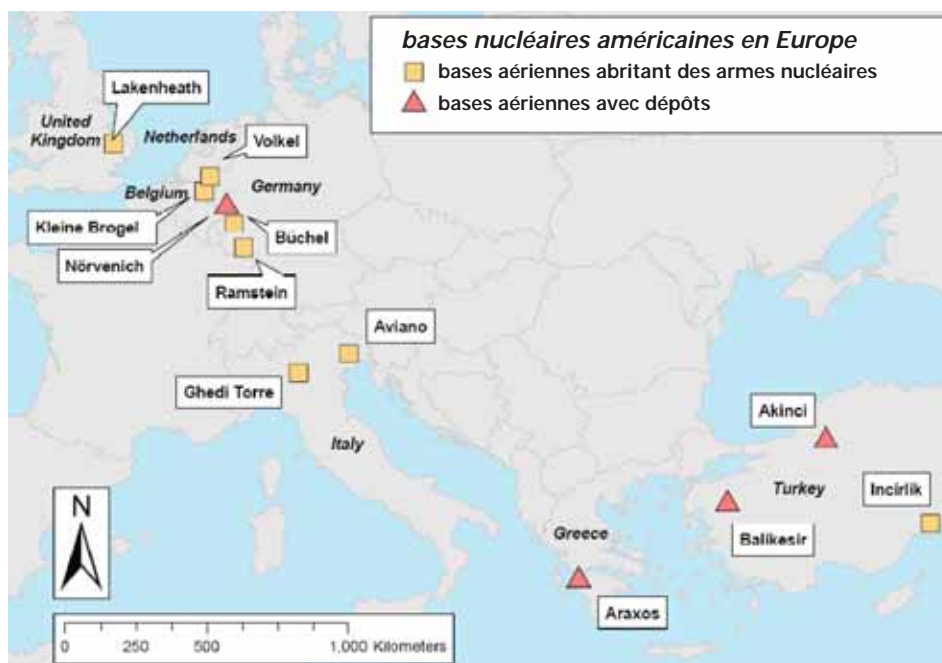 bases nucléaires américaines en Europe
bases aériennes abritant des armes nucléaires
bases aériennes avec dépôts
Lakenheath
United
Kingdom
Netherlands
Volkel
Belgium
Germany
Kleine Brogel
Büchel
Nörvenich
Ramstein
Aviano
Ghedi Torre
Akinci
Italy
N
Turkey
Incirlik
Greece
Balikesir
Araxos
0 250 500 1,000 Kilometers